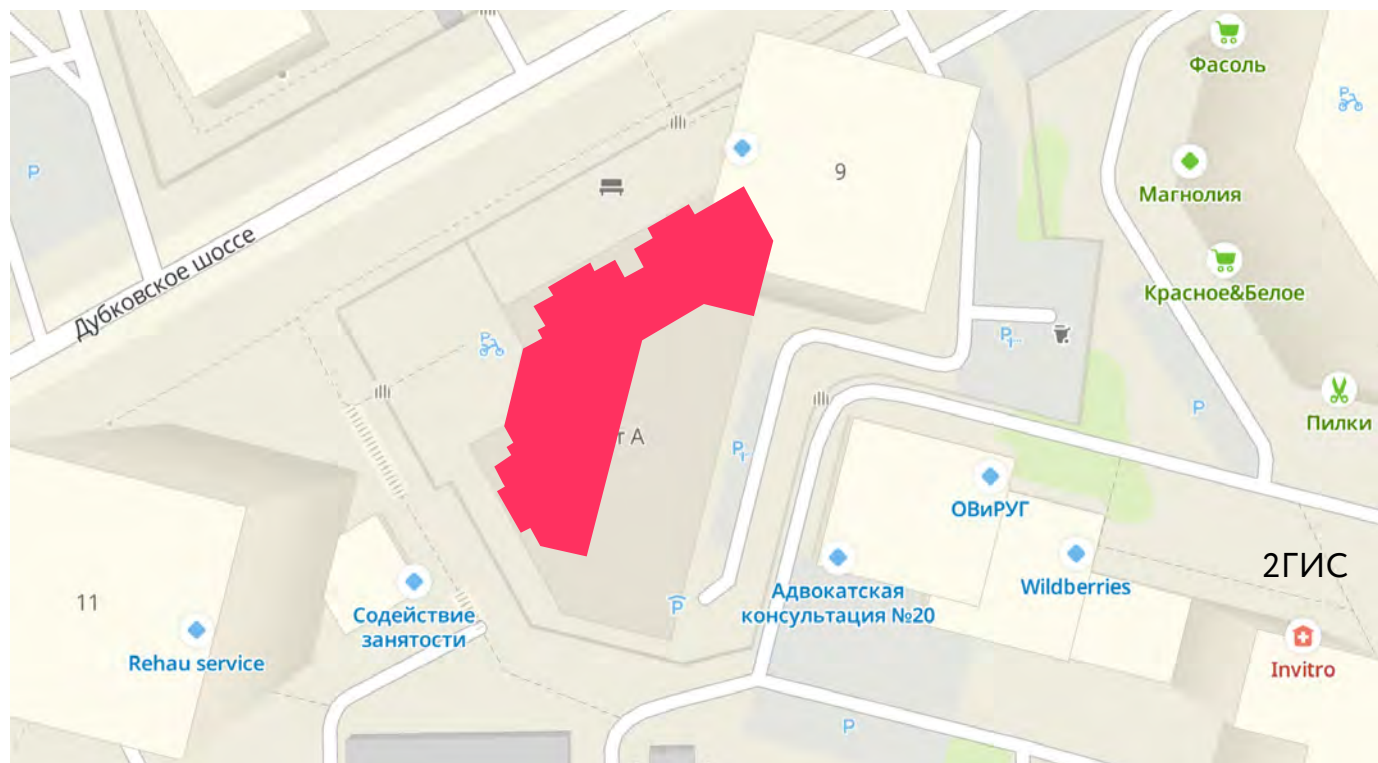 Фасоль
P
P
9
Магнолия
Дубковское шоссе
Красное&Белое
P
P
P
Пилки
т А
P
ОВиРУГ
2ГИС
Wildberries
11
Содействие
занятости
P
Адвокатская
консультация №20
Rehau service
Invitro
P